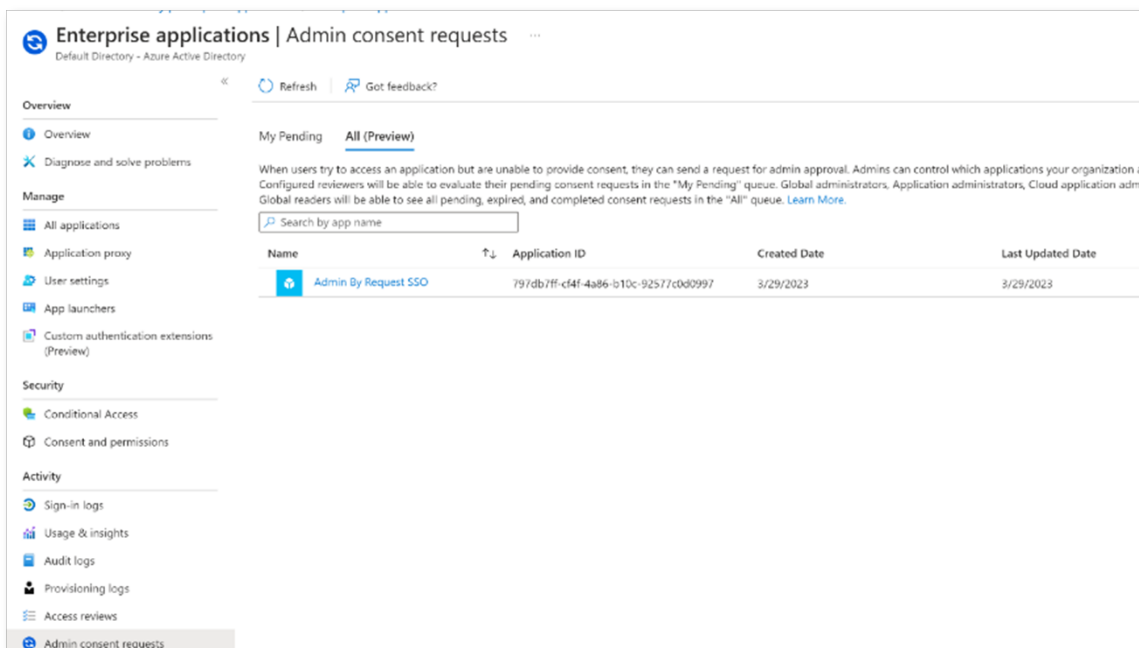 Enterprise applications | Admin consent requests ...
Default Directory - Azure Active Directory
«
Refresh
Got feedback?
Overview
Overview
Diagnose and solve problems
Manage
All applications
Application proxy
User settings
App launchers
Custom authentication extensions
(Preview)
Security
Conditional Access
Consent and permissions
Activity
Sign-in logs
Usage & insights
Audit logs
Provisioning logs
Access reviews
Admin consent requests
My Pending
All (Preview)
When users try to access an application but are unable to provide consent, they can send a request for admin approval. Admins can control which applications your organization
Configured reviewers will be able to evaluate their pending consent requests in the "My Pending" queue. Global administrators, Application administrators, Cloud application adm
Global readers will be able to see all pending, expired, and completed consent requests in the "All" queue. Learn More.
Search by app name
Name ↑↓ Application ID Created Date Last Updated Date
Admin By Request SSO 797db7ff-cf4f-4a86-b10c-92577c0d0997 3/29/2023 3/29/2023